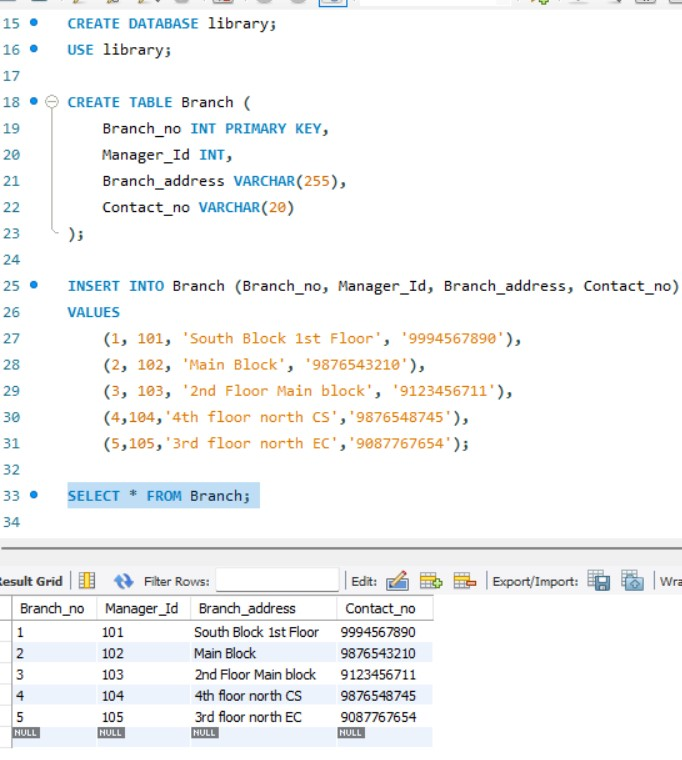 15 CREATE DATABASE library;
16 USE library;
17
18 CREATE TABLE Branch (
19 Branch_no INT PRIMARY KEY,
20 Manager_Id INT,
21 Branch_address VARCHAR(255),
22 Contact_no VARCHAR(20)
23 );
24
25 INSERT INTO Branch (Branch_no, Manager_Id, Branch_address, Contact_no)
26 VALUES
27 (1, 101, 'South Block 1st Floor', '9994567890'),
28 (2, 102, 'Main Block', '9876543210'),
29 (3, 103, '2nd Floor Main block', '9123456711'),
30 (4,104,'4th floor north CS','9876548745'),
31 (5,105,'3rd floor north EC','9087767654');
32
33 SELECT * FROM Branch;
34
esult Grid Filter Rows: Edit: Export/Import: Wra
Branch_no Manager_Id Branch_address Contact_no
1 101 South Block 1st Floor 9994567890
2 102 Main Block 9876543210
3 103 2nd Floor Main block 9123456711
4 104 4th floor north CS 9876548745
5 105 3rd floor north EC 9087767654
NULL NULL NULL NULL